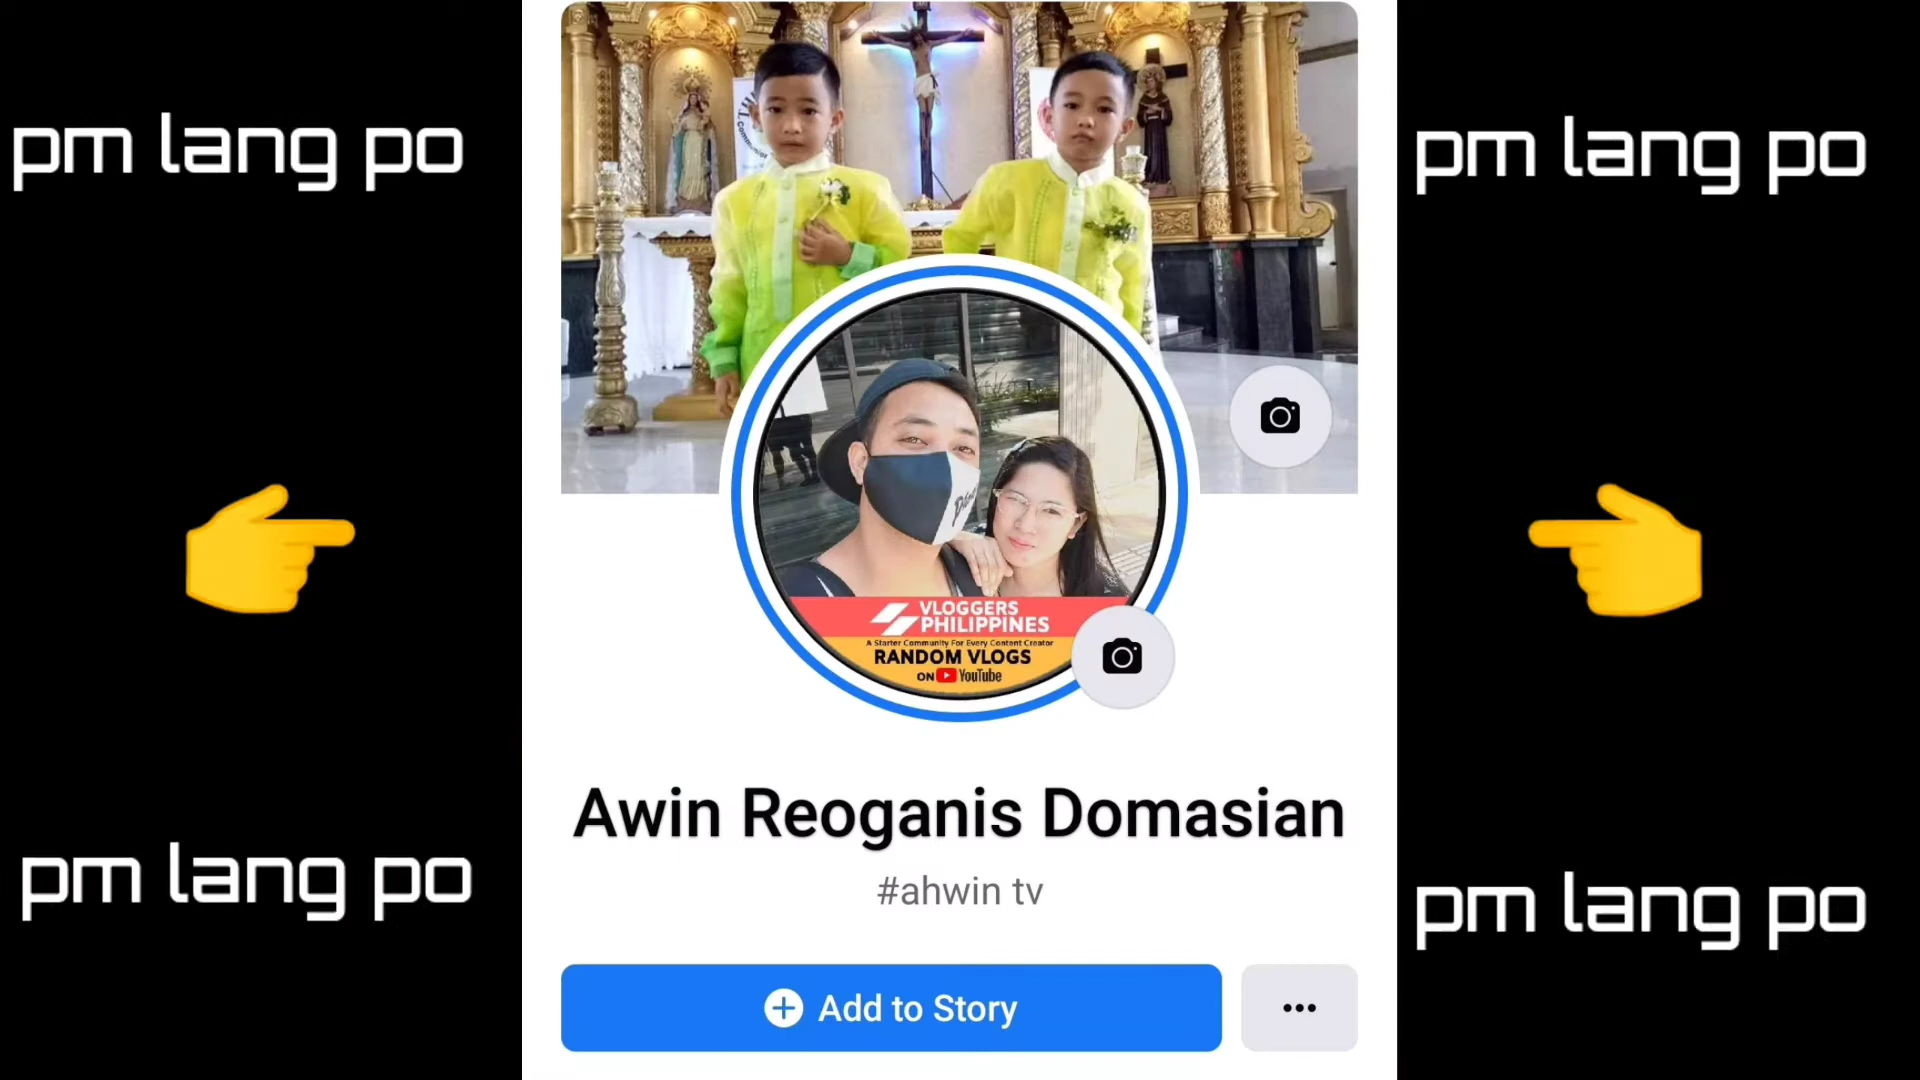 pm lang po
pm lang po
VLOGGERS
PHILIPPINES
A Starter Community For Every Content Creator
RANDOM VLOGS
ON YouTube
Awin Reoganis Domasian
#ahwin tv
pm lang po
pm lang po
Add to Story